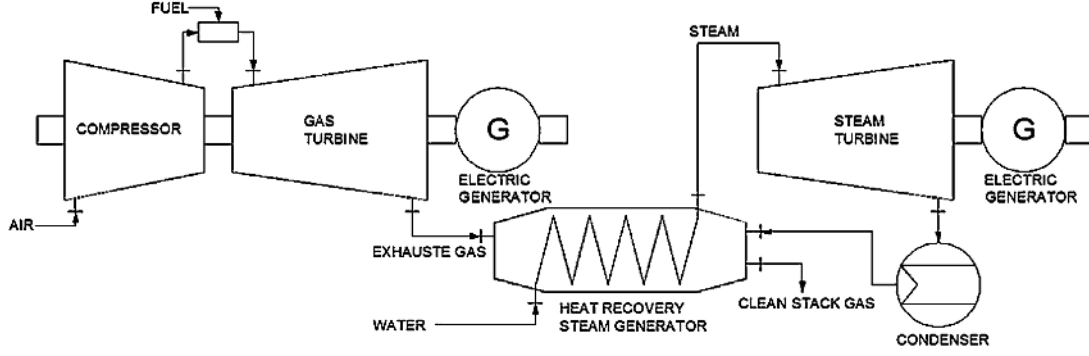 FUEL
STEAM
COMPRESSOR
GAS
TURBINE
G
STEAM
TURBINE
G
ELECTRIC
GENERATOR
ELECTRIC
GENERATOR
AIR
EXHAUSTE GAS
CLEAN STACK GAS
HEAT RECOVERY
STEAM GENERATOR
WATER
CONDENSER